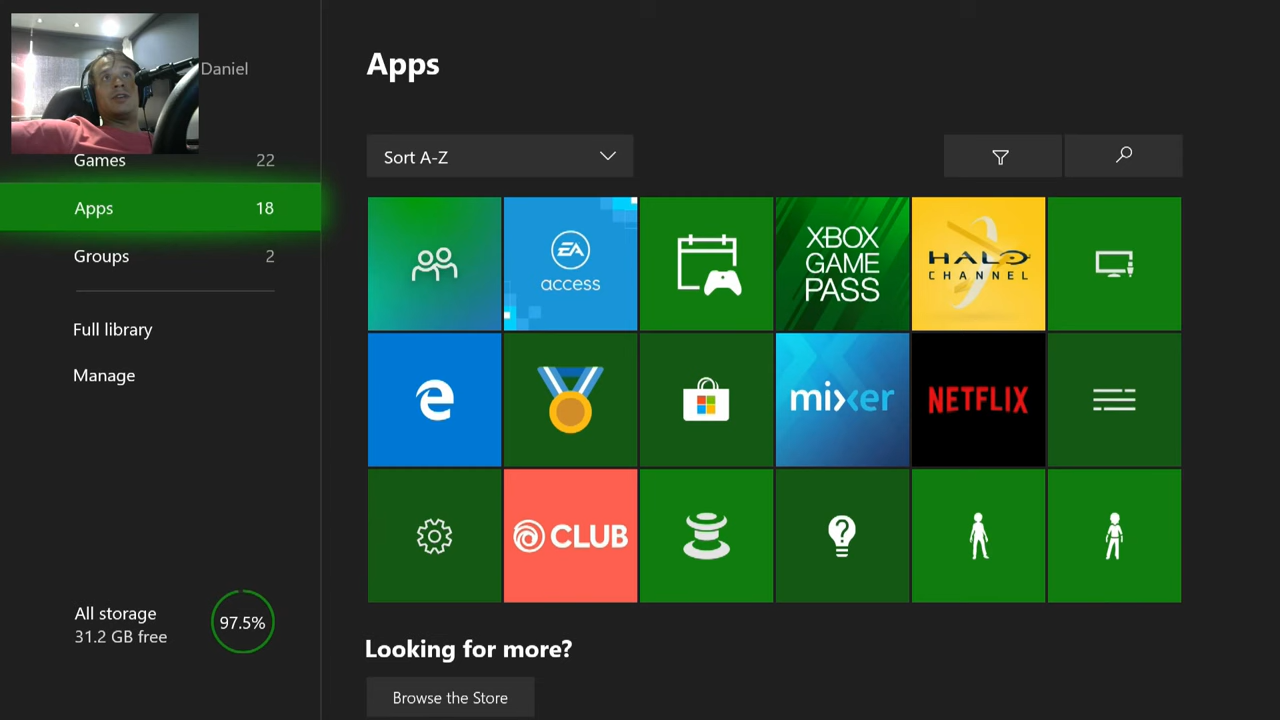 Daniel
Games 22
Apps 18
Groups 2
Full library
Manage
All storage
31.2 GB free
97.5%
Apps
Sort A-Z
EA
access
XBOX
GAME
PASS
HALO
CHANNEL
mixer
NETFLIX
CLUB
Looking for more?
Browse the Store